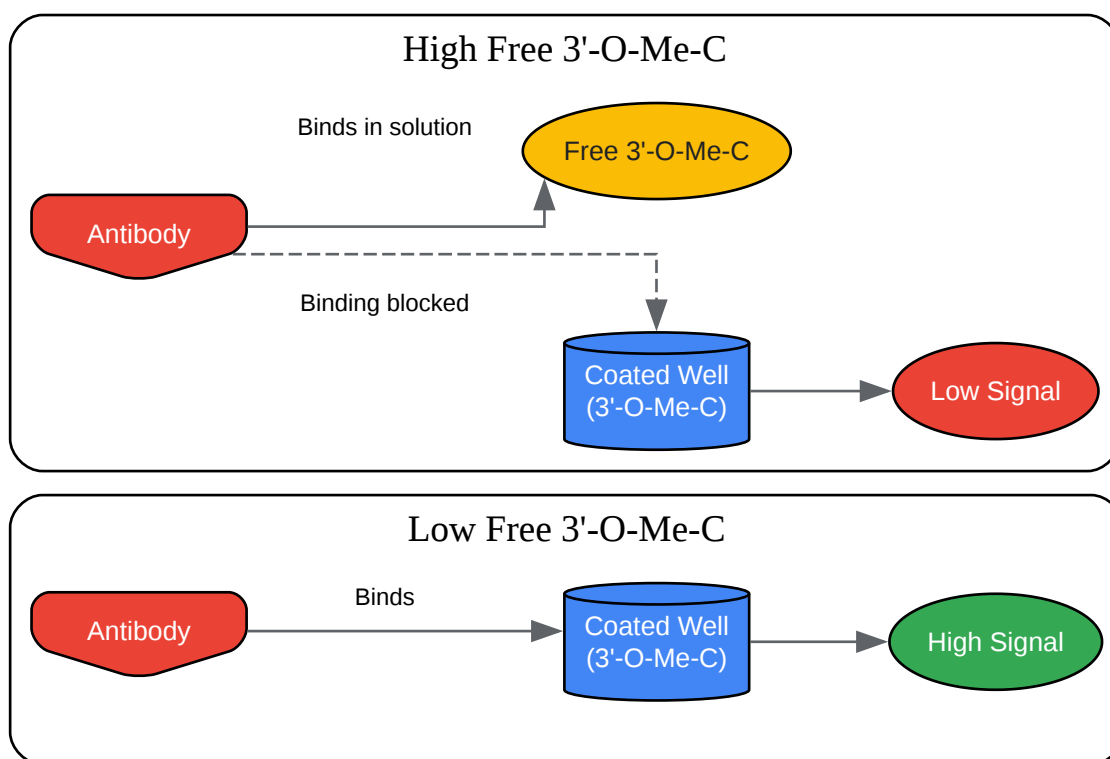 High Free 3'-O-Me-C
Binds in solution
Free 3'-O-Me-C
Antibody
Binding blocked
Coated Well
(3'-O-Me-C)
Low Signal
Low Free 3'-O-Me-C
Binds
Antibody
Coated Well
(3'-O-Me-C)
High Signal